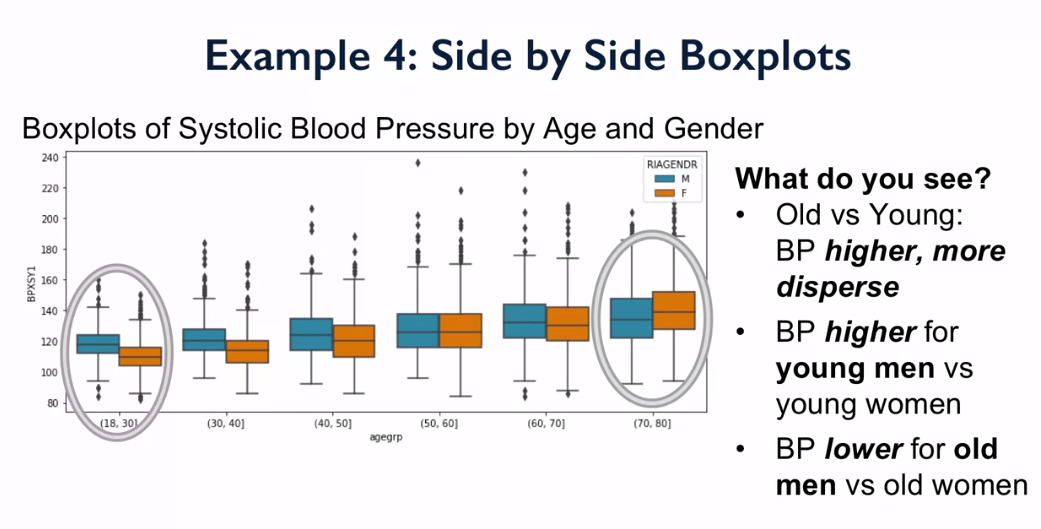 Example 4: Side by Side Boxplots
Boxplots of Systolic Blood Pressure by Age and Gender
240
220
200
180
160
140
120
100
80
BPXSY1
RIAGENDR
M
F
(18, 30]
(30, 40]
(40, 50]
(50, 60]
(60, 70]
(70, 80]
agegrp
What do you see?
• Old vs Young:
BP higher, more
disperse
• BP higher for
young men vs
young women
• BP lower for old
men vs old women